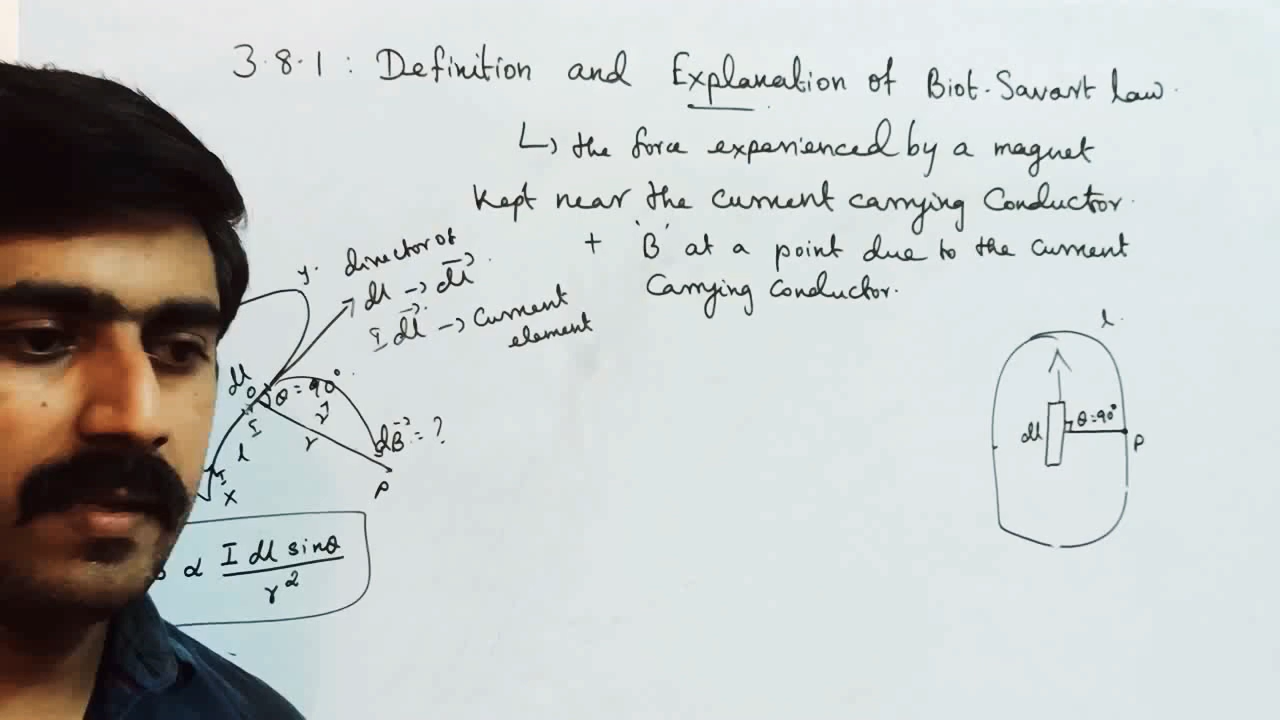 3.8.1 : Definition and Explanation of Biot-Savart law.
↳ the force experienced by a magnet
kept near the current carrying conductor.
+ 'B' at a point due to the current
carrying conductor.
y.
director of
dl → dl⃗.
I dl⃗ → current
element
dl
θ = 90°.
I
r⃗
r
dB⃗ = ?
l
I
X
P
α I dl sinθ / r²
l.
dl
θ=90°
P